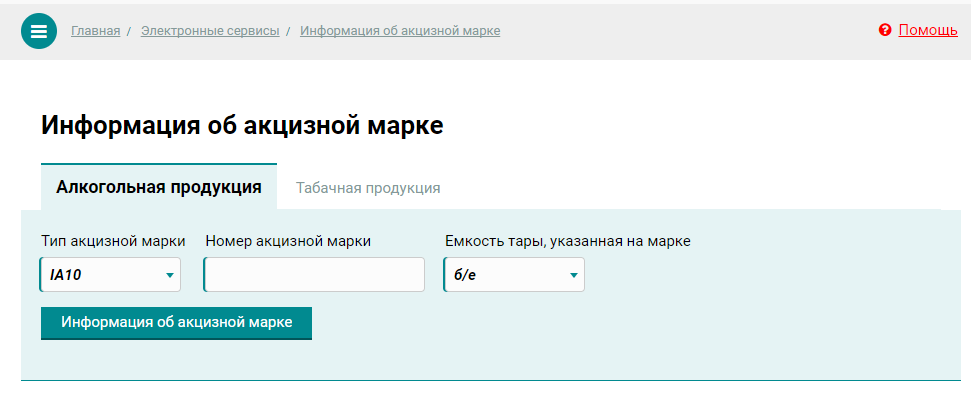 Главная / Электронные сервисы / Информация об акцизной марке
Помощь
Информация об акцизной марке
Алкогольная продукция Табачная продукция
Тип акцизной марки Номер акцизной марки Емкость тары, указанная на марке
IA10 б/е
Информация об акцизной марке